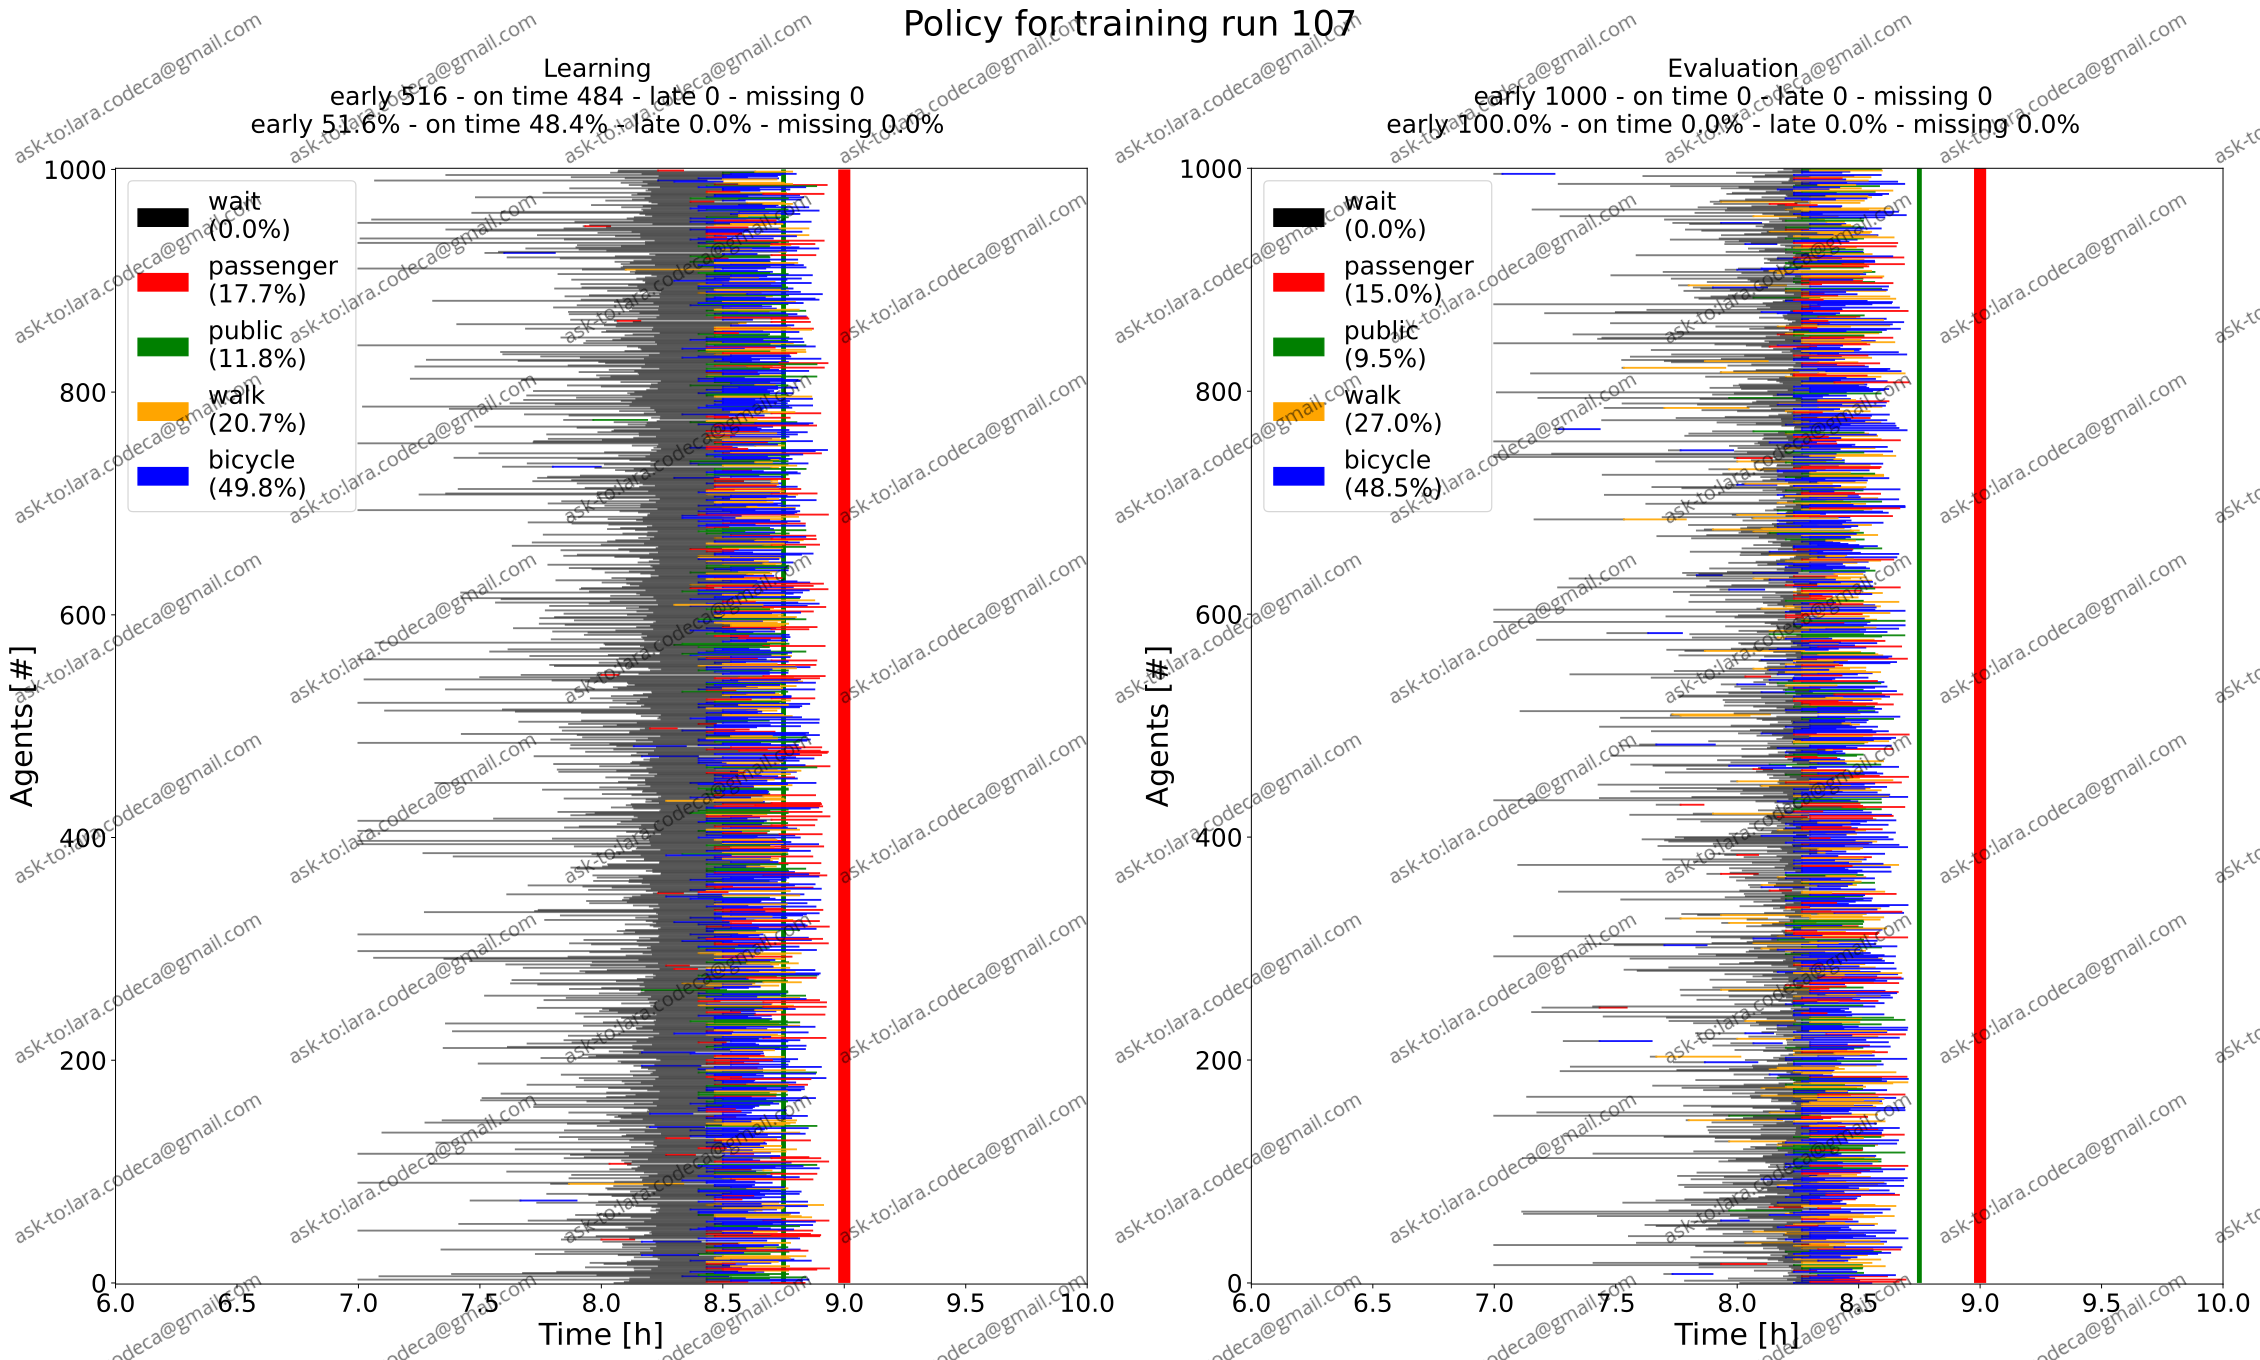 Policy for training run 107
Learning
early 516 - on time 484 - late 0 - missing 0
early 51.6% - on time 48.4% - late 0.0% - missing 0.0%
1000
800
600
400
200
0
Agents [#]
wait
(0.0%)
passenger
(17.7%)
public
(11.8%)
walk
(20.7%)
bicycle
(49.8%)
6.0 6.5 7.0 7.5 8.0 8.5 9.0 9.5 10.0
Time [h]
Evaluation
early 1000 - on time 0 - late 0 - missing 0
early 100.0% - on time 0.0% - late 0.0% - missing 0.0%
1000
800
600
400
200
0
Agents [#]
wait
(0.0%)
passenger
(15.0%)
public
(9.5%)
walk
(27.0%)
bicycle
(48.5%)
6.0 6.5 7.0 7.5 8.0 8.5 9.0 9.5 10.0
Time [h]
ask-to:lara.codeca@gmail.com